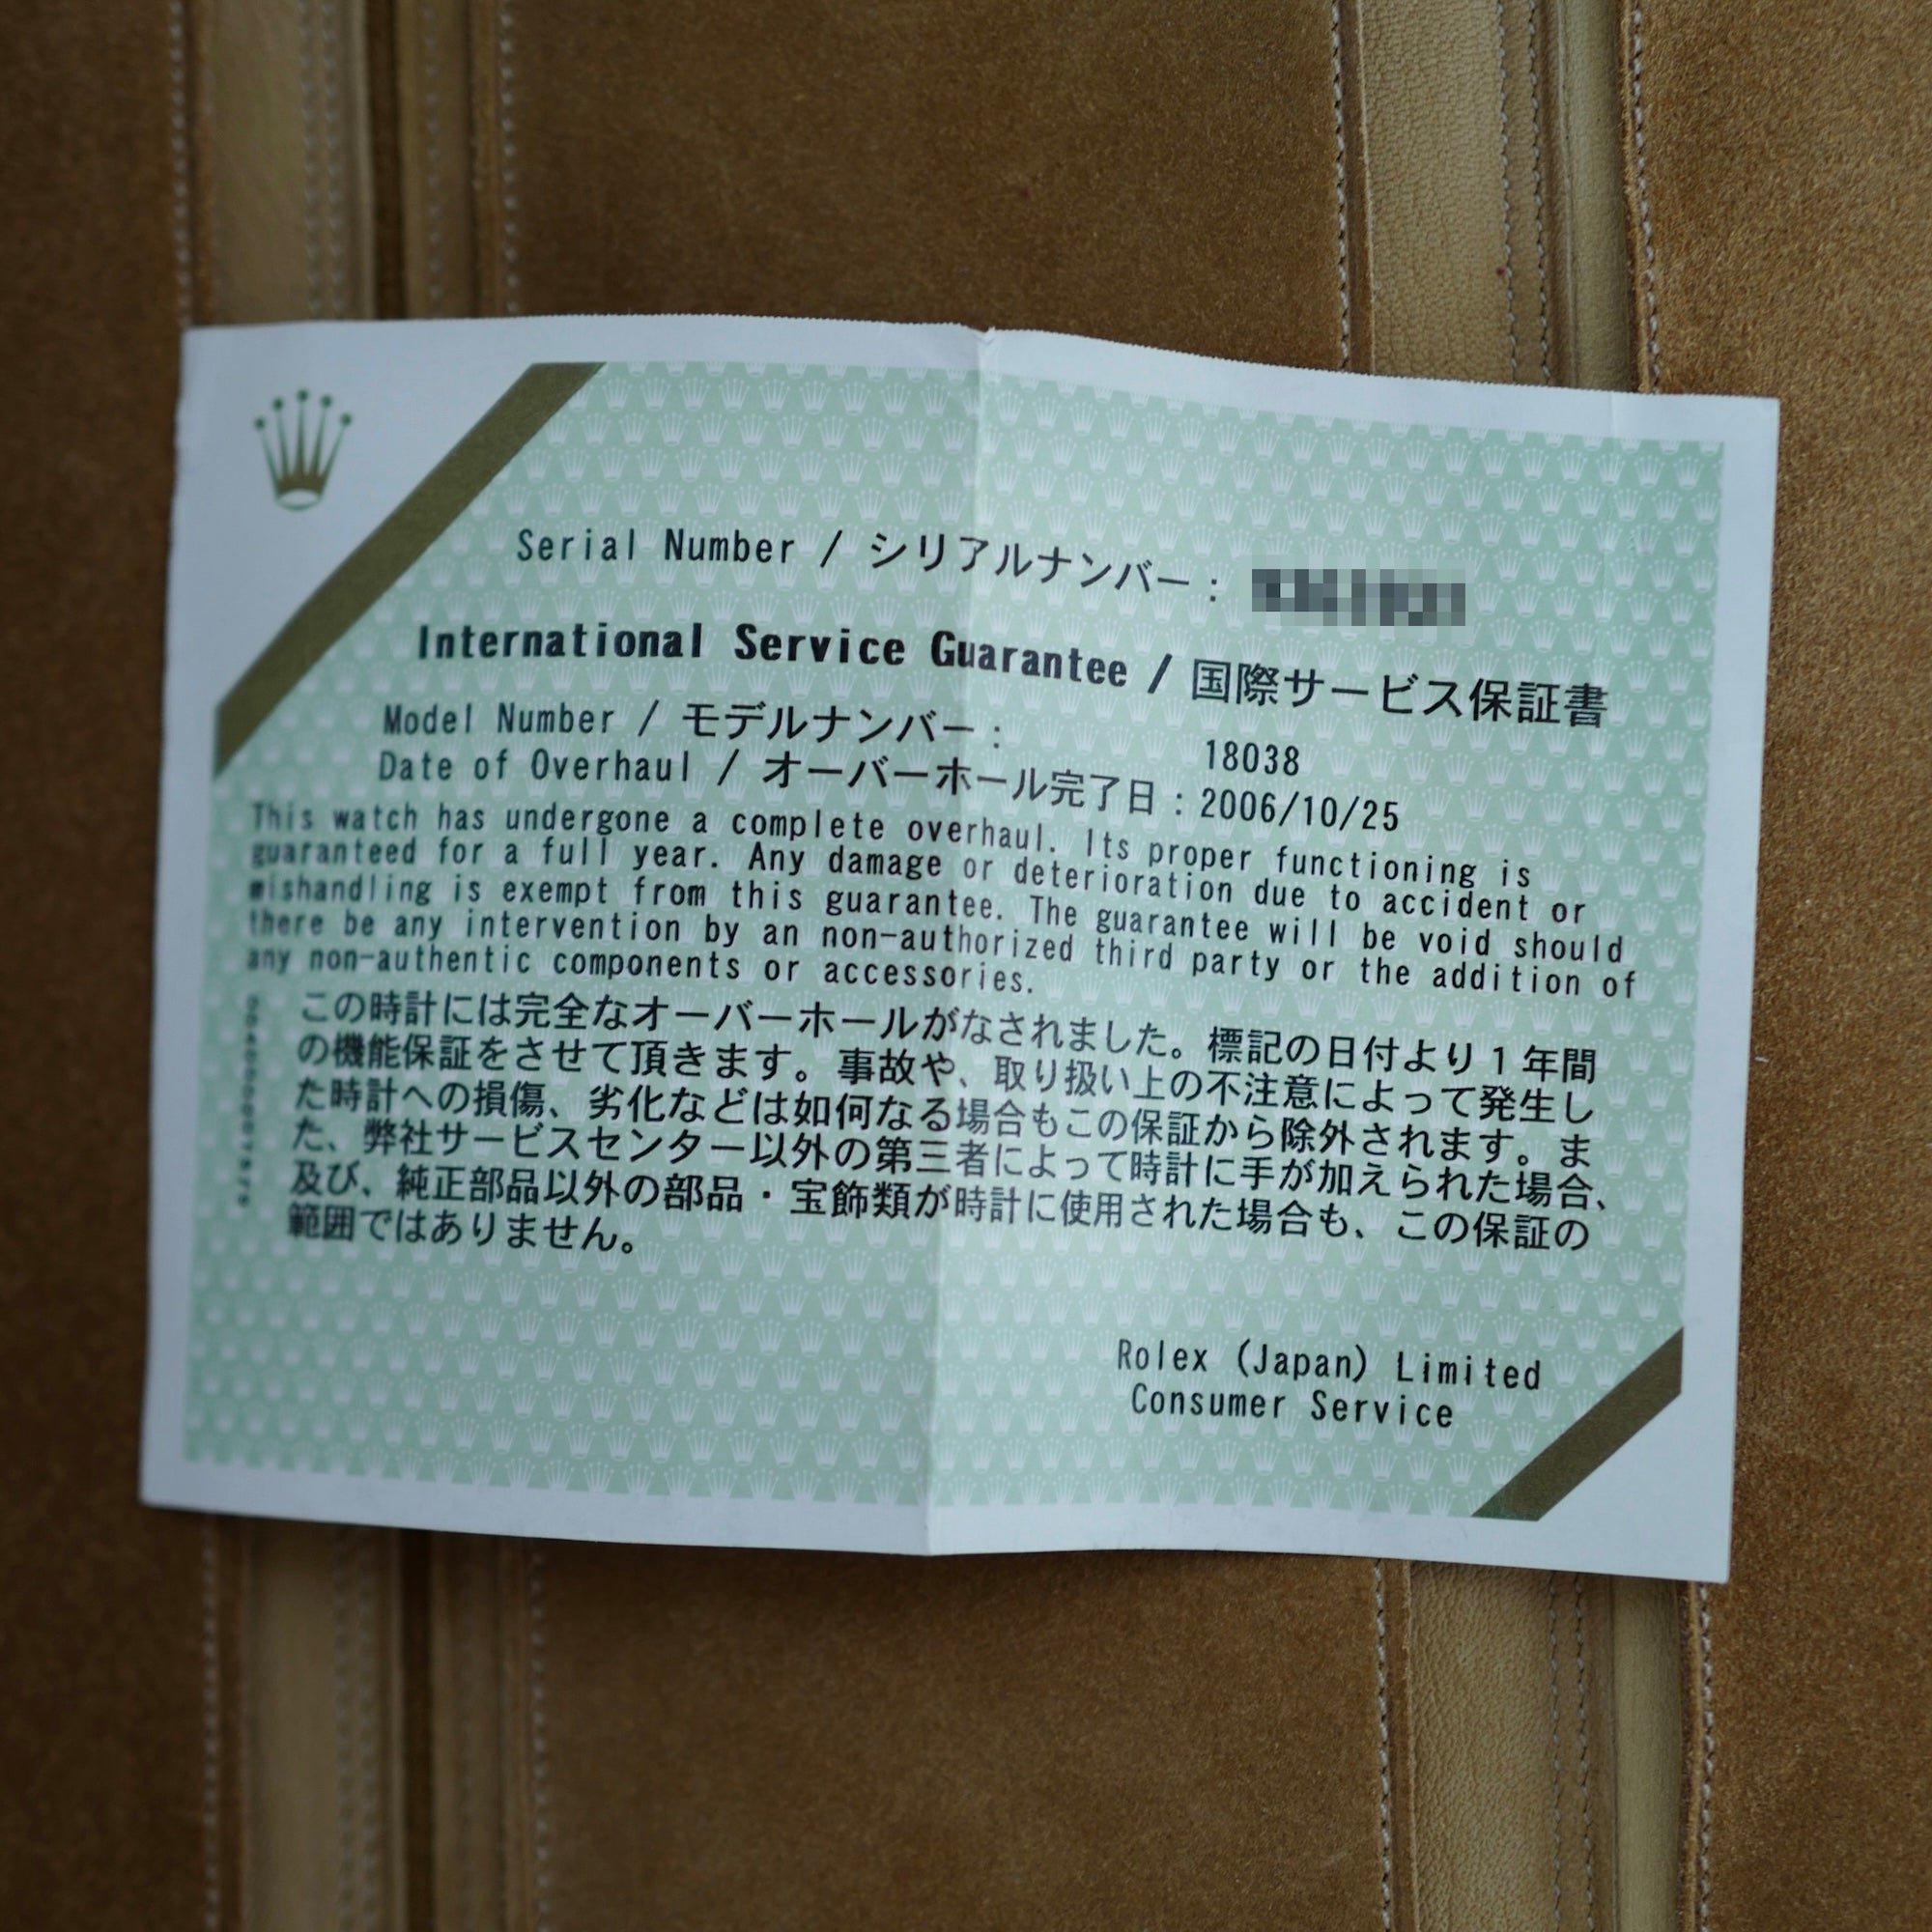 Serial Number / シリアルナンバー :
International Service Guarantee / 国際サービス保証書
Model Number / モデルナンバー : 18038
Date of Overhaul / オーバーホール完了日 : 2006/10/25
This watch has undergone a complete overhaul. Its proper functioning is
guaranteed for a full year. Any damage or deterioration due to accident or
mishandling is exempt from this guarantee. The guarantee will be void should
there be any intervention by an non-authorized third party or the addition of
any non-authentic components or accessories.
この時計には完全なオーバーホールがなされました。標記の日付より1年間
の機能保証をさせて頂きます。事故や、取り扱い上の不注意によって発生し
た時計への損傷、劣化などは如何なる場合もこの保証から除外されます。ま
た、弊社サービスセンター以外の第三者によって時計に手が加えられた場合、
及び、純正部品以外の部品・宝飾類が時計に使用された場合も、この保証の
範囲ではありません。
Rolex (Japan) Limited
Consumer Service